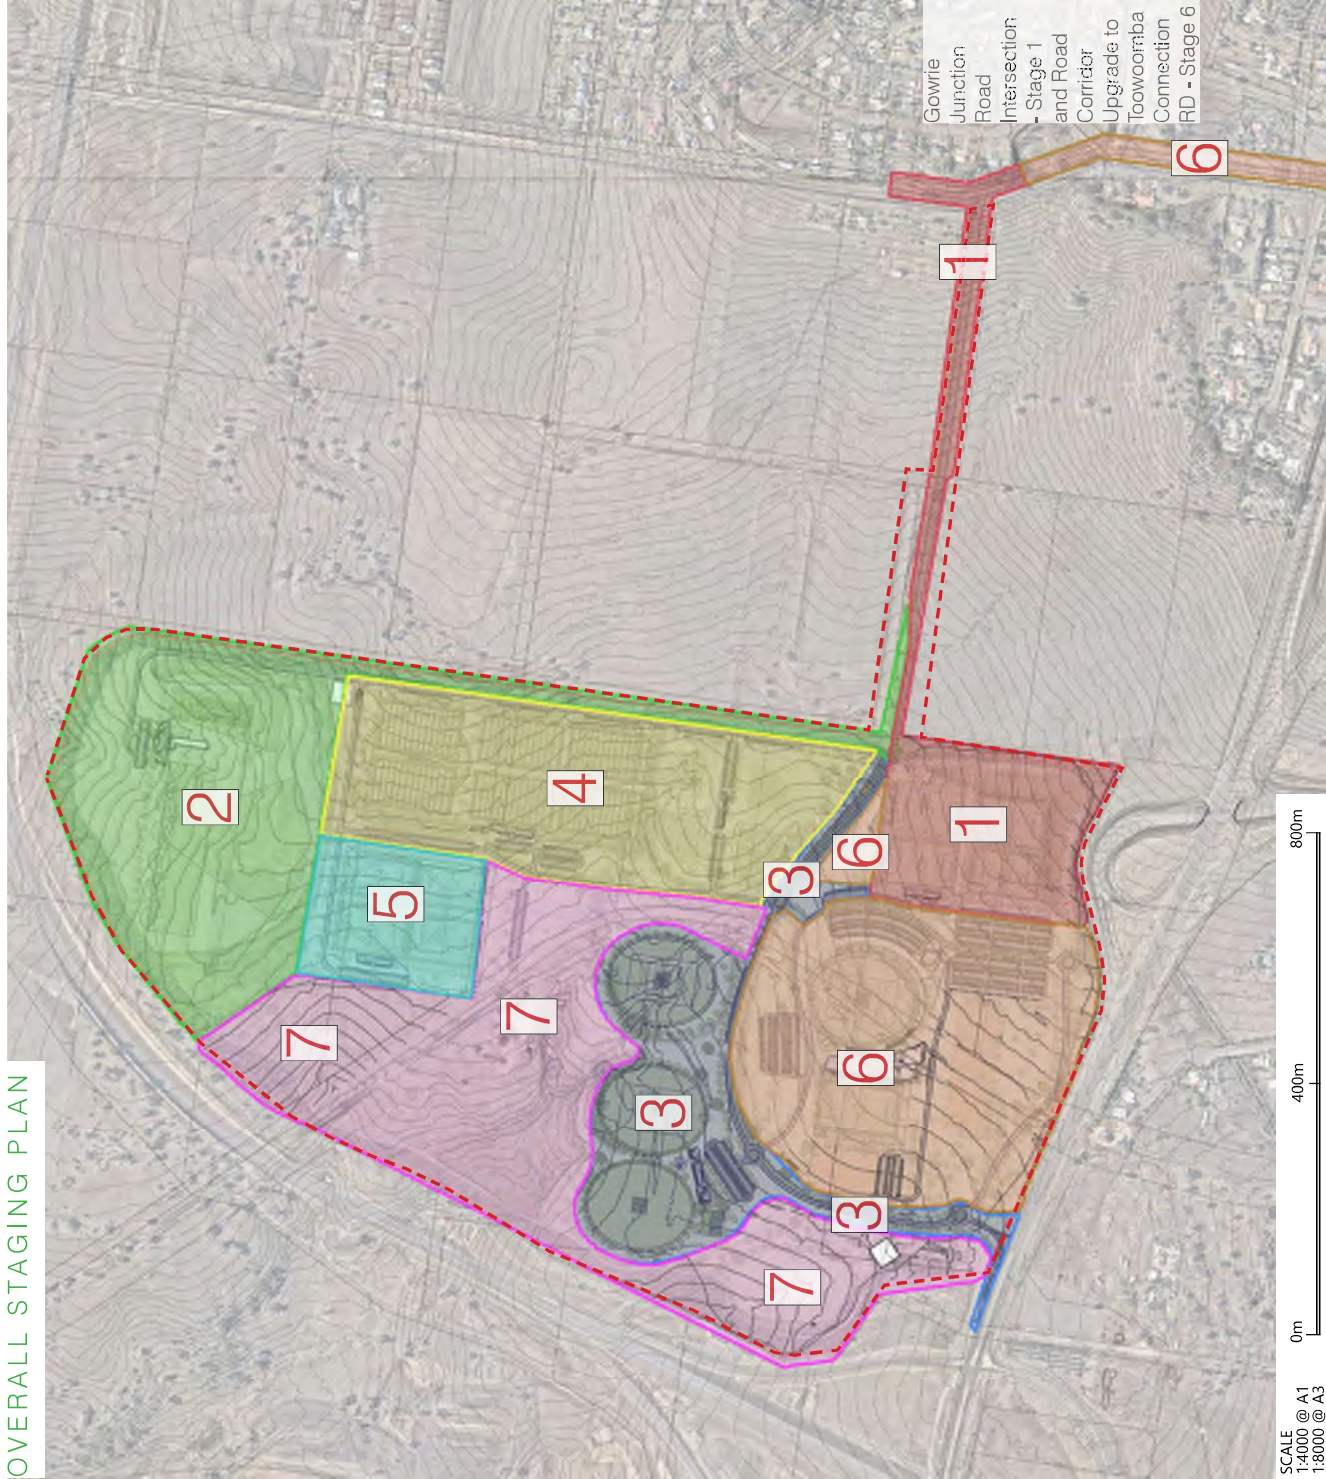 OVERALL STAGING PLAN
Gowrie
Junction
Road
Intersection
- Stage 1
and Road
Corridor
Upgrade to
Toowoomba
Connection
RD - Stage 6
6
1
2
4
5
6
1
3
7
7
6
3
3
7
0m
400m
800m
SCALE
1:4000 @ A1
1:8000 @ A3